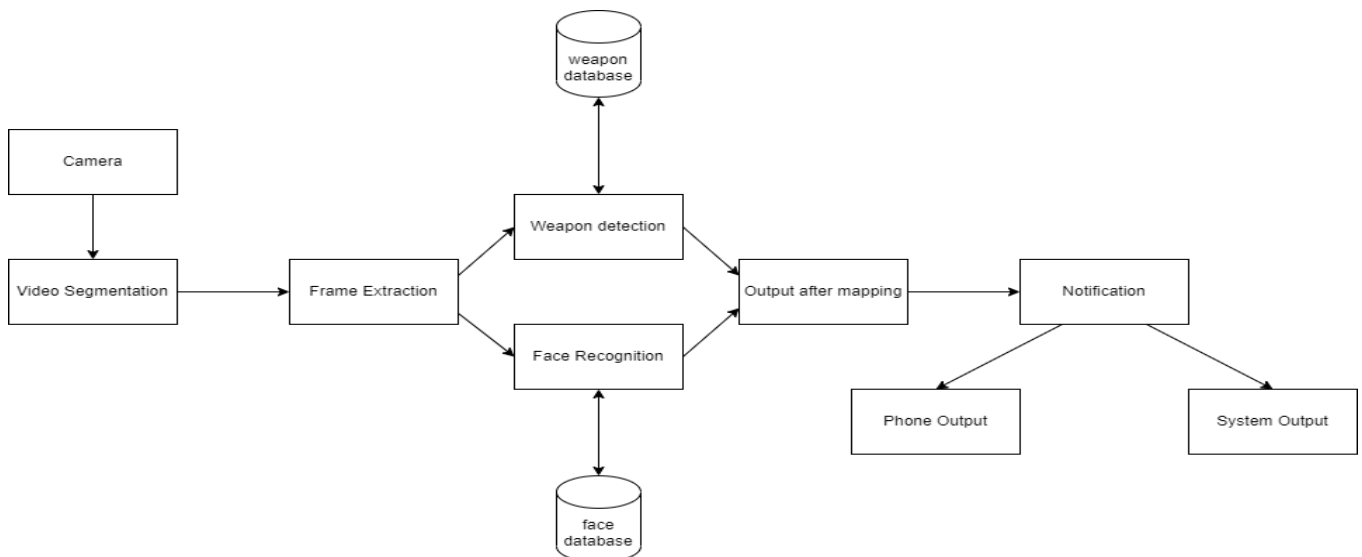 weapon
database
Camera
Weapon detection
Video Segmentation
Frame Extraction
Output after mapping
Notification
Face Recognition
Phone Output
System Output
face
database